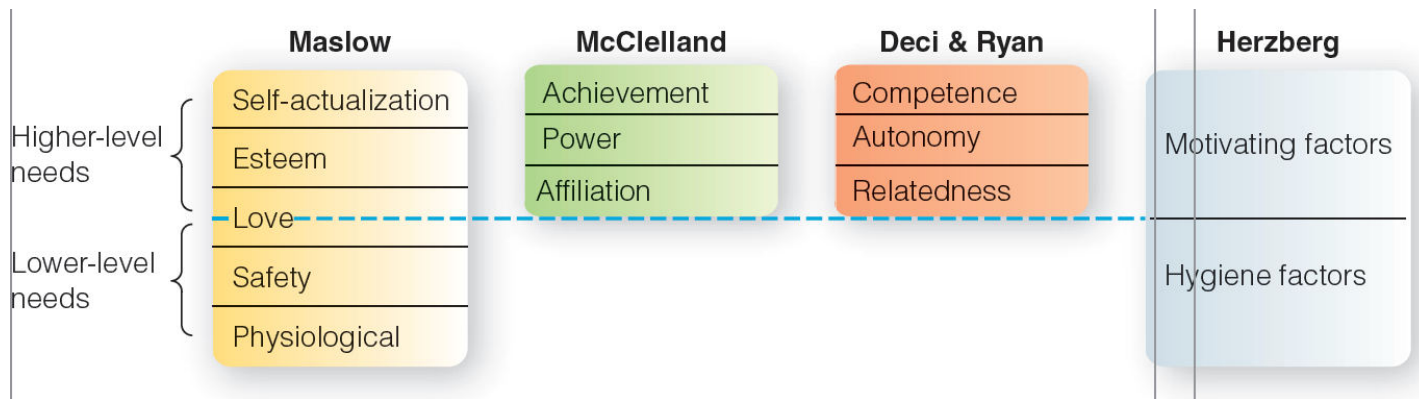 Maslow
McClelland
Deci & Ryan
Herzberg
Higher-level
needs
Lower-level
needs
Self-actualization
Esteem
Love
Safety
Physiological
Achievement
Power
Affiliation
Competence
Autonomy
Relatedness
Motivating factors
Hygiene factors